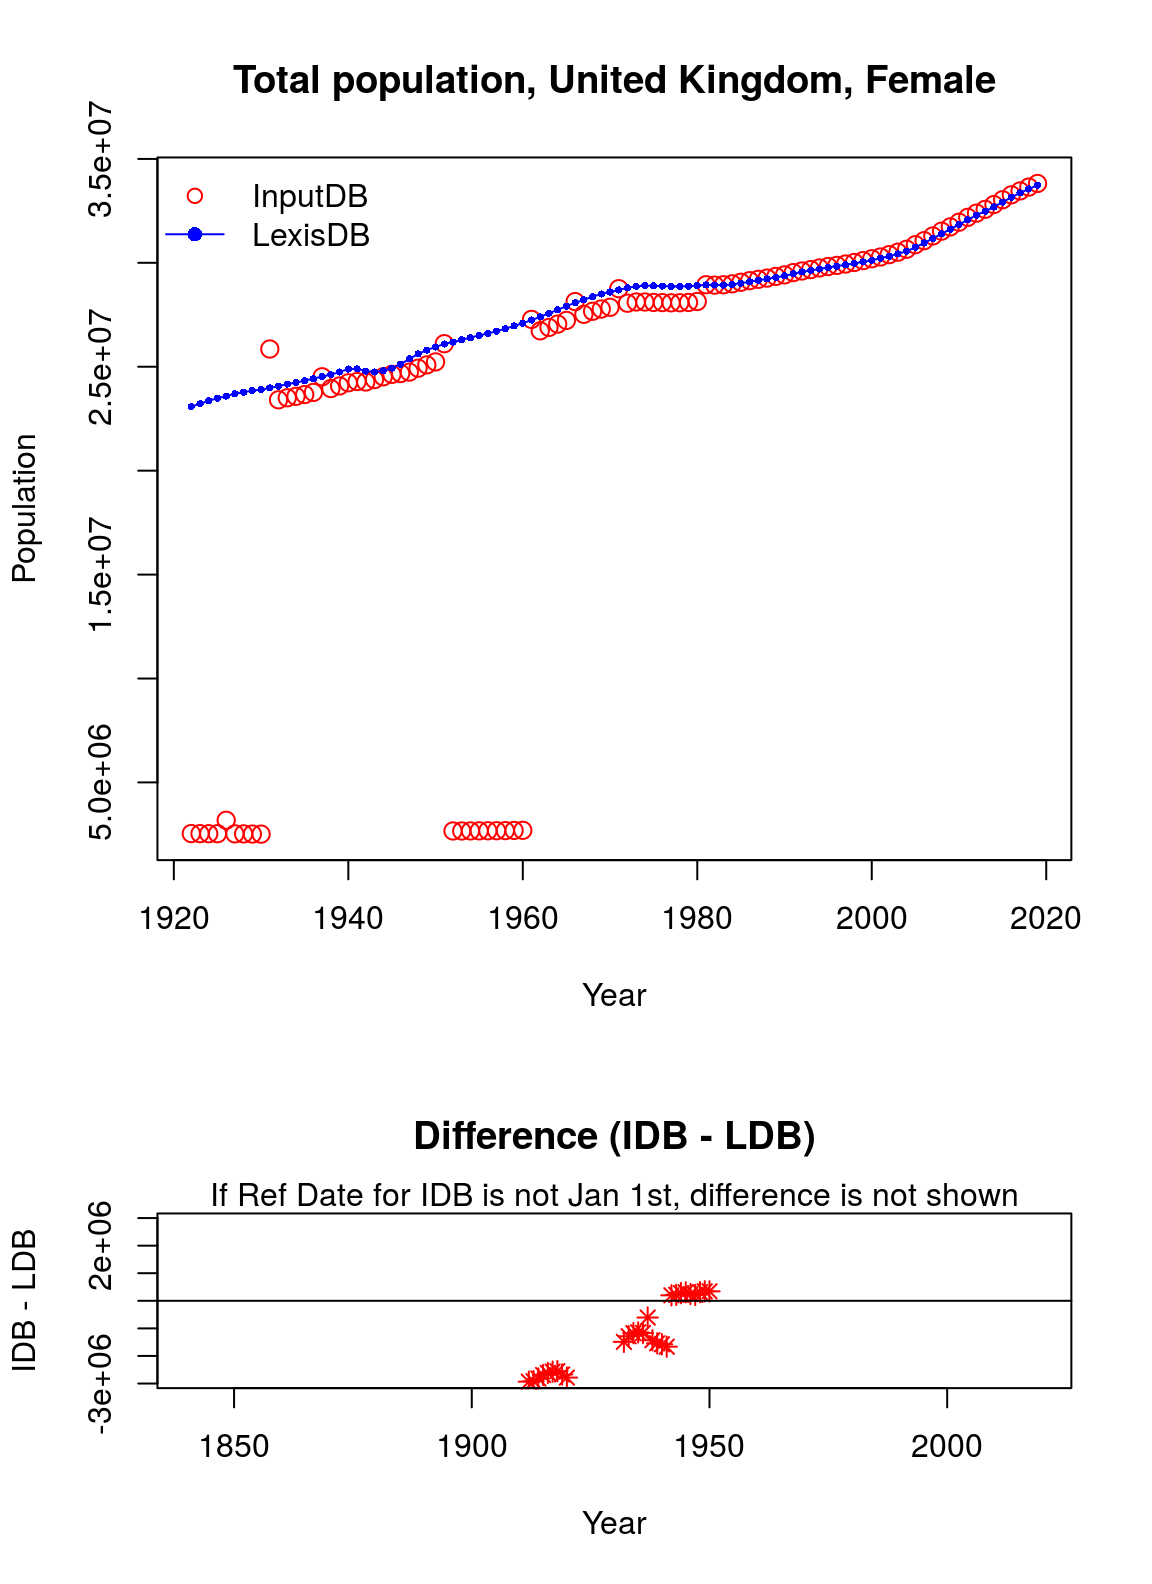 Total population, United Kingdom, Female
3.5e+07
2.5e+07
1.5e+07
5.0e+06
Population
InputDB
LexisDB
1920 1940 1960 1980 2000 2020
Year
Difference (IDB - LDB)
If Ref Date for IDB is not Jan 1st, difference is not shown
2e+06
-3e+06
IDB - LDB
1850 1900 1950 2000
Year